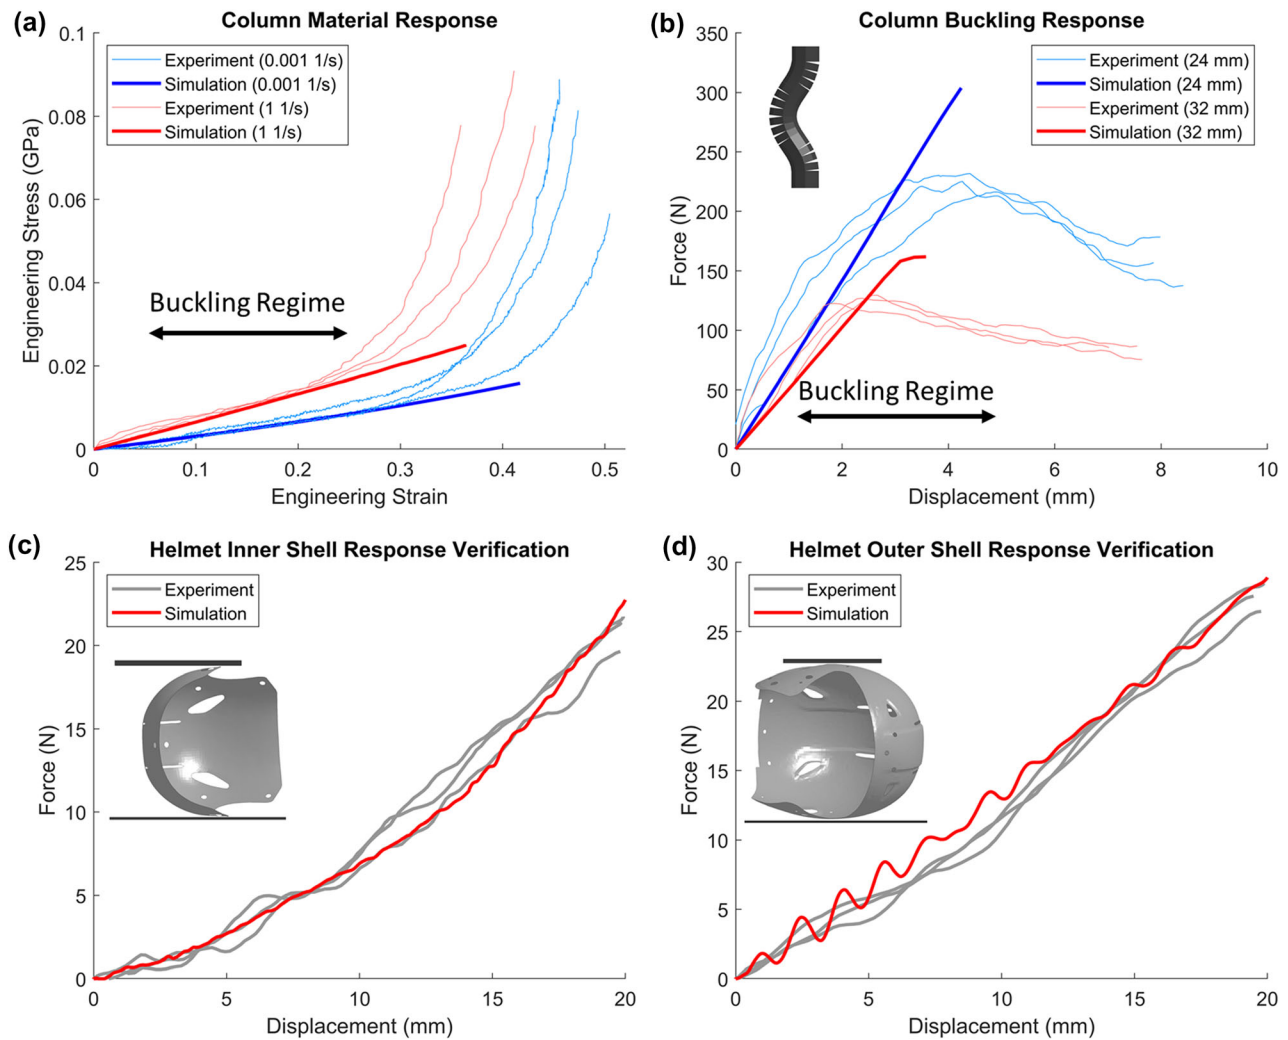 (a)
Column Material Response
Experiment (0.001 1/s)
Simulation (0.001 1/s)
Experiment (1 1/s)
Simulation (1 1/s)
Buckling Regime
Engineering Stress (GPa)
0.1
0.08
0.06
0.04
0.02
0
0
0.1
0.2
0.3
0.4
0.5
Engineering Strain
(b)
Column Buckling Response
Experiment (24 mm)
Simulation (24 mm)
Experiment (32 mm)
Simulation (32 mm)
Buckling Regime
Force (N)
350
300
250
200
150
100
50
0
0
2
4
6
8
10
Displacement (mm)
(c)
Helmet Inner Shell Response Verification
Experiment
Simulation
Force (N)
25
20
15
10
5
0
0
5
10
15
20
Displacement (mm)
(d)
Helmet Outer Shell Response Verification
Experiment
Simulation
Force (N)
30
25
20
15
10
5
0
0
5
10
15
20
Displacement (mm)